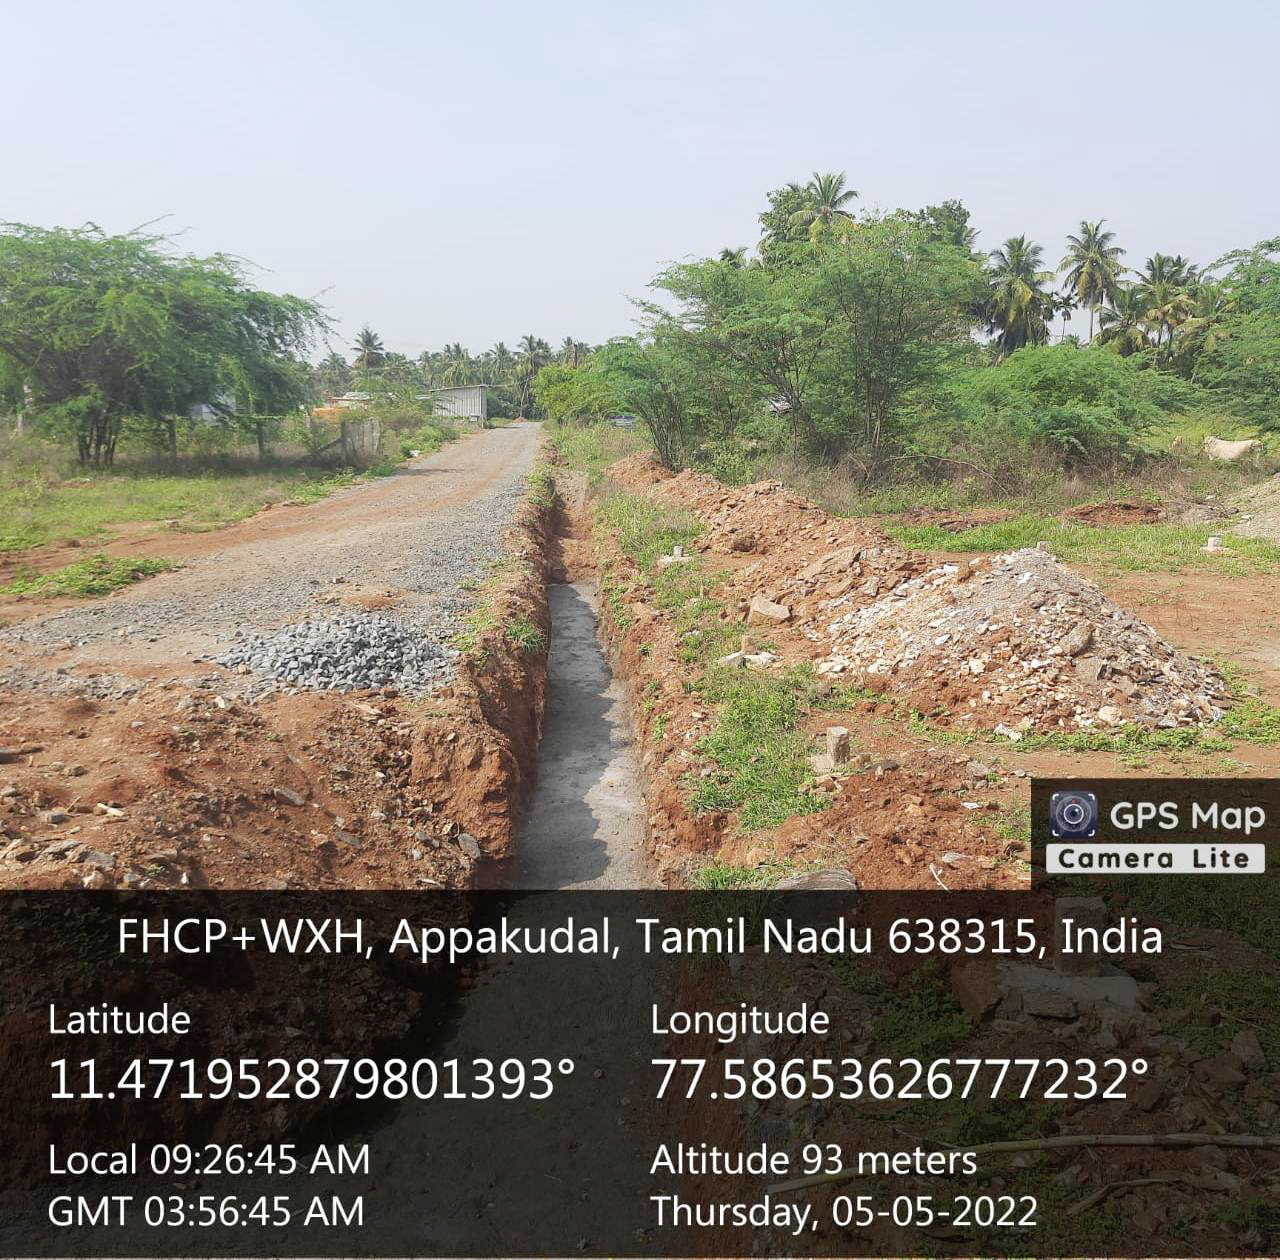 GPS Map
Camera Lite
FHCP+WXH, Appakudal, Tamil Nadu 638315, India
Latitude
11.471952879801393°
Longitude
77.58653626777232°
Local 09:26:45 AM
GMT 03:56:45 AM
Altitude 93 meters
Thursday, 05-05-2022